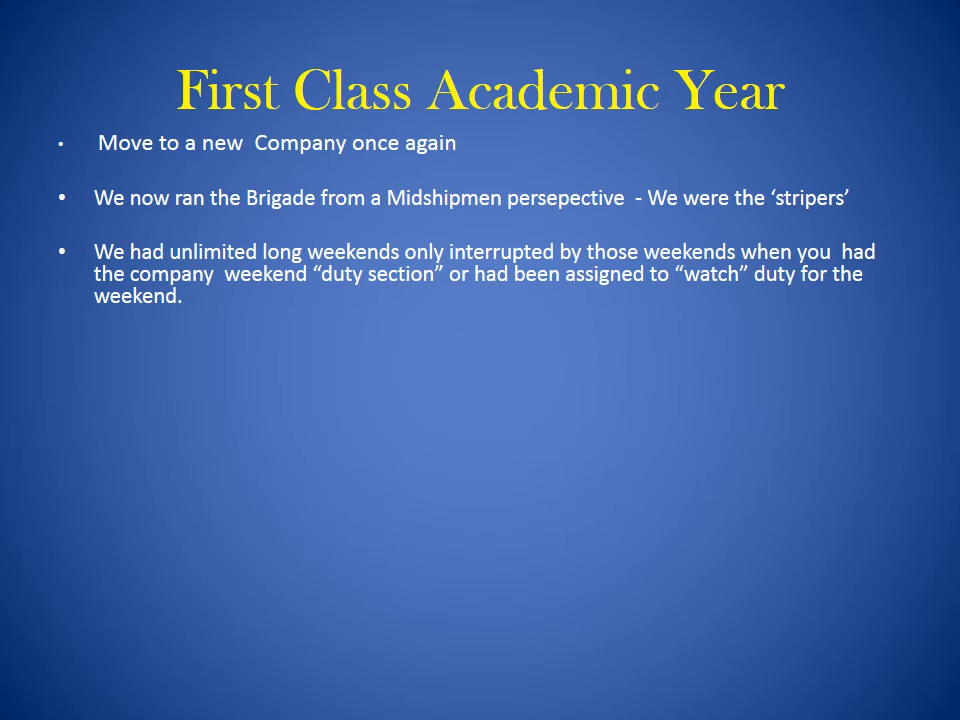 First Class Academic Year
• Move to a new  Company once again
• We now ran the Brigade from a Midshipmen persepective  - We were the ‘stripers’
• We had unlimited long weekends only interrupted by those weekends when you  had
the company  weekend “duty section” or had been assigned to “watch” duty for the
weekend.